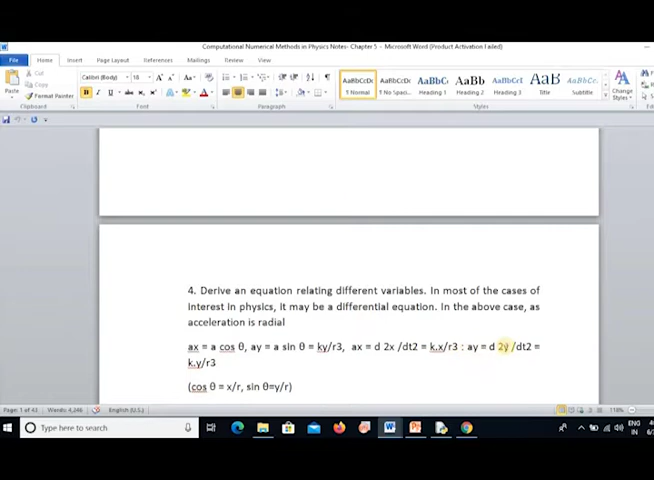 Computational Numerical Methods in Physics Notes- Chapter 5 - Microsoft Word (Product Activation Failed)
File Home Insert Page Layout References Mailings Review View
Cut
Copy
Paste Format Painter
Calibri (Body) 18
AaBbCcDc AaBbCcDc AaBbC AaBbC AaBbCcI AaB AaBbCc.
¶ Normal ¶ No Spaci... Heading 1 Heading 2 Heading 3 Title Subtitle Change Styles
Clipboard Font Paragraph Styles
4. Derive an equation relating different variables. In most of the cases of
interest in physics, it may be a differential equation. In the above case, as
acceleration is radial
ax = a cos θ, ay = a sin θ = ky/r3, ax = d 2x /dt2 = k.x/r3 : ay = d 2y /dt2 =
k.y/r3
(cos θ = x/r, sin θ=y/r)
Page: 1 of 43 Words: 4,246 English (U.S.) 118%
Type here to search
ENG
IN